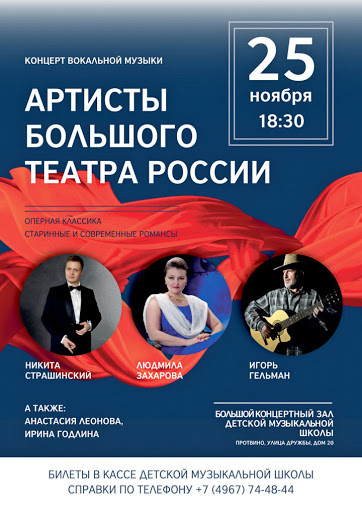 КОНЦЕРТ ВОКАЛЬНОЙ МУЗЫКИ
25
ноября
18:30
АРТИСТЫ
БОЛЬШОГО
ТЕАТРА РОССИИ
ОПЕРНАЯ КЛАССИКА
СТАРИННЫЕ И СОВРЕМЕННЫЕ РОМАНСЫ
НИКИТА
СТРАШИНСКИЙ
ЛЮДМИЛА
ЗАХАРОВА
ИГОРЬ
ГЕЛЬМАН
А ТАКЖЕ:
АНАСТАСИЯ ЛЕОНОВА,
ИРИНА ГОДЛИНА
БОЛЬШОЙ КОНЦЕРТНЫЙ ЗАЛ
ДЕТСКОЙ МУЗЫКАЛЬНОЙ
ШКОЛЫ
ПРОТВИНО, УЛИЦА ДРУЖБЫ, ДОМ 20
БИЛЕТЫ В КАССЕ ДЕТСКОЙ МУЗЫКАЛЬНОЙ ШКОЛЫ
СПРАВКИ ПО ТЕЛЕФОНУ +7 (4967) 74-48-44